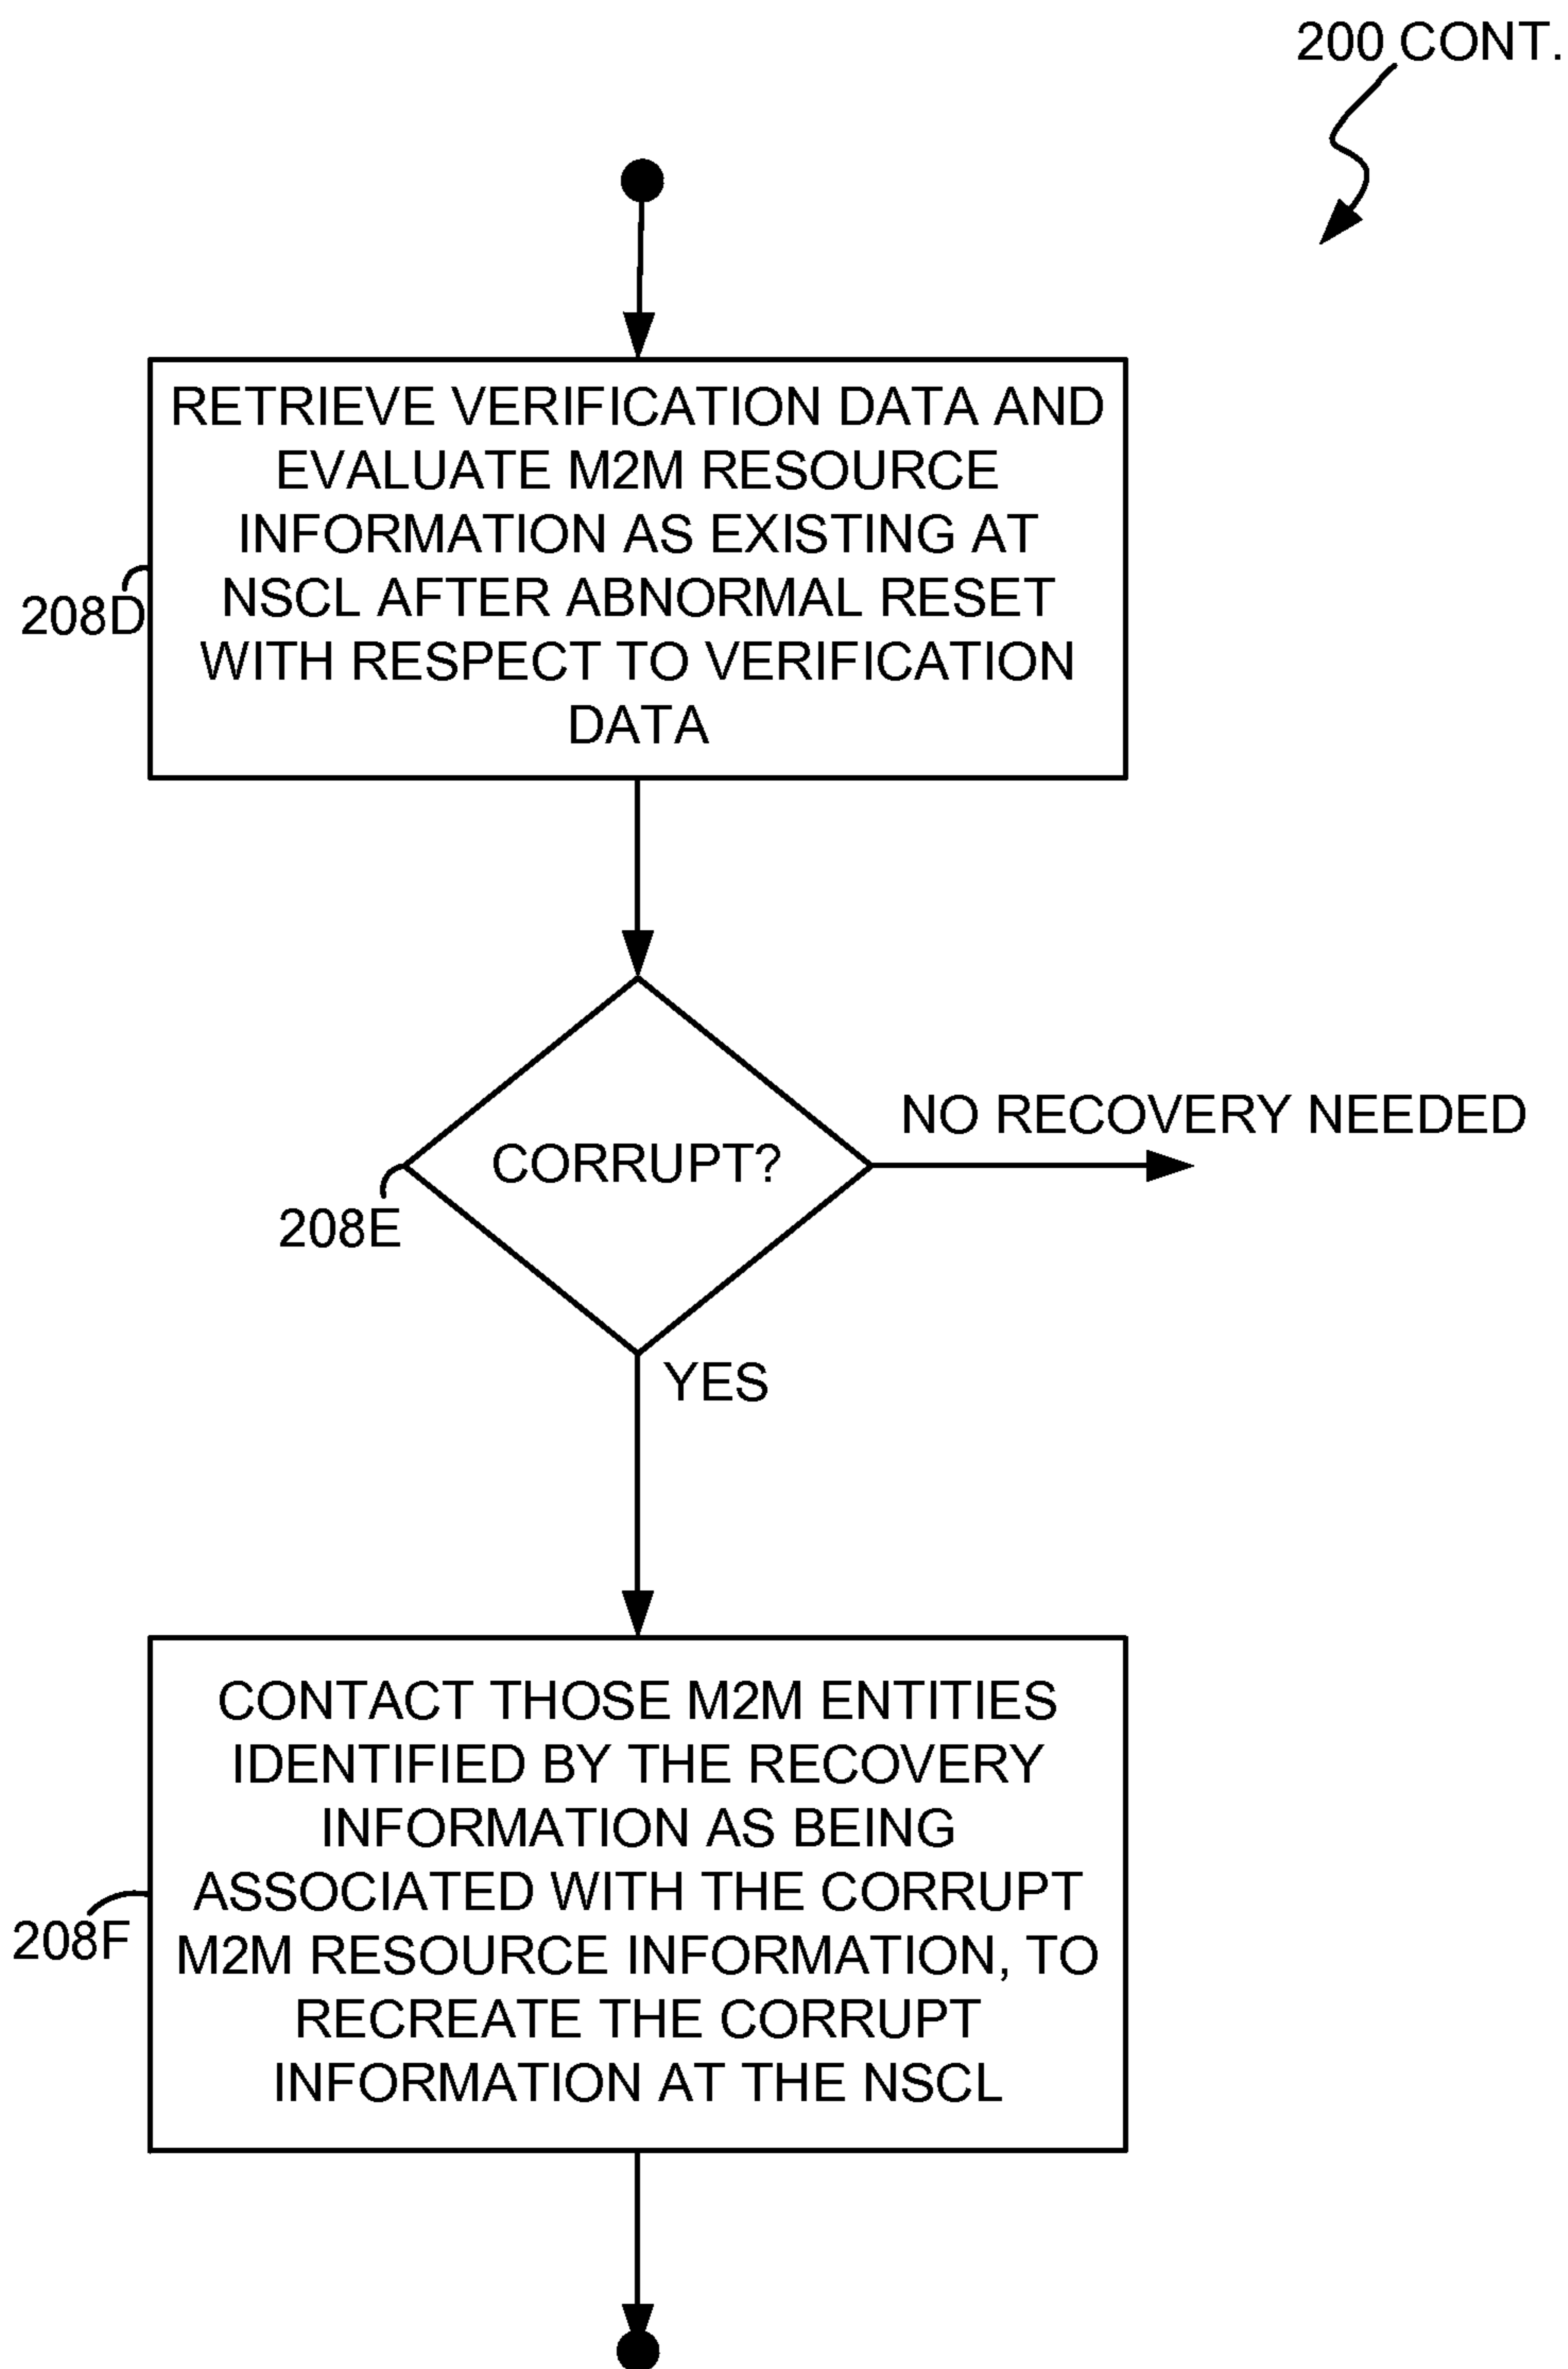 200 CONT.
RETRIEVE VERIFICATION DATA AND
EVALUATE M2M RESOURCE
INFORMATION AS EXISTING AT
NSCL AFTER ABNORMAL RESET
WITH RESPECT TO VERIFICATION
DATA
208D
NO RECOVERY NEEDED
CORRUPT?
208E
YES
CONTACT THOSE M2M ENTITIES
IDENTIFIED BY THE RECOVERY
INFORMATION AS BEING
ASSOCIATED WITH THE CORRUPT
M2M RESOURCE INFORMATION, TO
RECREATE THE CORRUPT
INFORMATION AT THE NSCL
208F